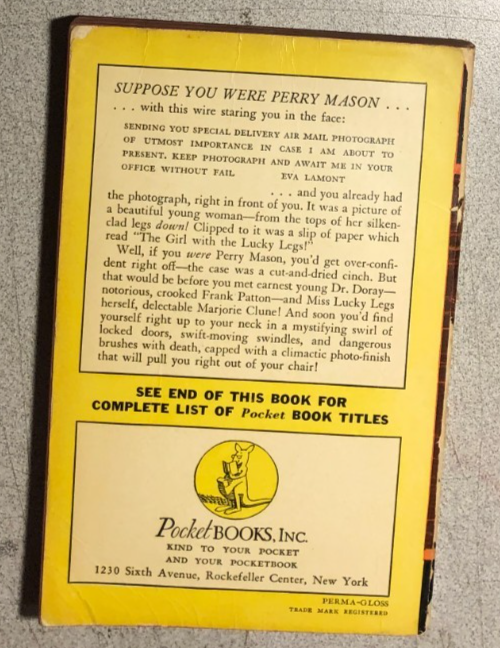 SUPPOSE YOU WERE PERRY MASON . . .
. . . with this wire staring you in the face:
SENDING YOU SPECIAL DELIVERY AIR MAIL PHOTOGRAPH
OF UTMOST IMPORTANCE IN CASE I AM ABOUT TO
PRESENT. KEEP PHOTOGRAPH AND AWAIT ME IN YOUR
OFFICE WITHOUT FAIL EVA LAMONT
. . . and you already had
the photograph, right in front of you. It was a picture of
a beautiful young woman—from the tops of her silken-
clad legs down! Clipped to it was a slip of paper which
read "The Girl with the Lucky Legs!"
Well, if you were Perry Mason, you'd get over-confi-
dent right off—the case was a cut-and-dried cinch. But
that would be before you met earnest young Dr. Doray—
notorious, crooked Frank Patton—and Miss Lucky Legs
herself, delectable Marjorie Clune! And soon you'd find
yourself right up to your neck in a mystifying swirl of
locked doors, swift-moving swindles, and dangerous
brushes with death, capped with a climactic photo-finish
that will pull you right out of your chair!
SEE END OF THIS BOOK FOR
COMPLETE LIST OF Pocket BOOK TITLES
Pocket BOOKS, INC.
KIND TO YOUR POCKET
AND YOUR POCKETBOOK
1230 Sixth Avenue, Rockefeller Center, New York
PERMA-GLOSS
TRADE MARK REGISTERED